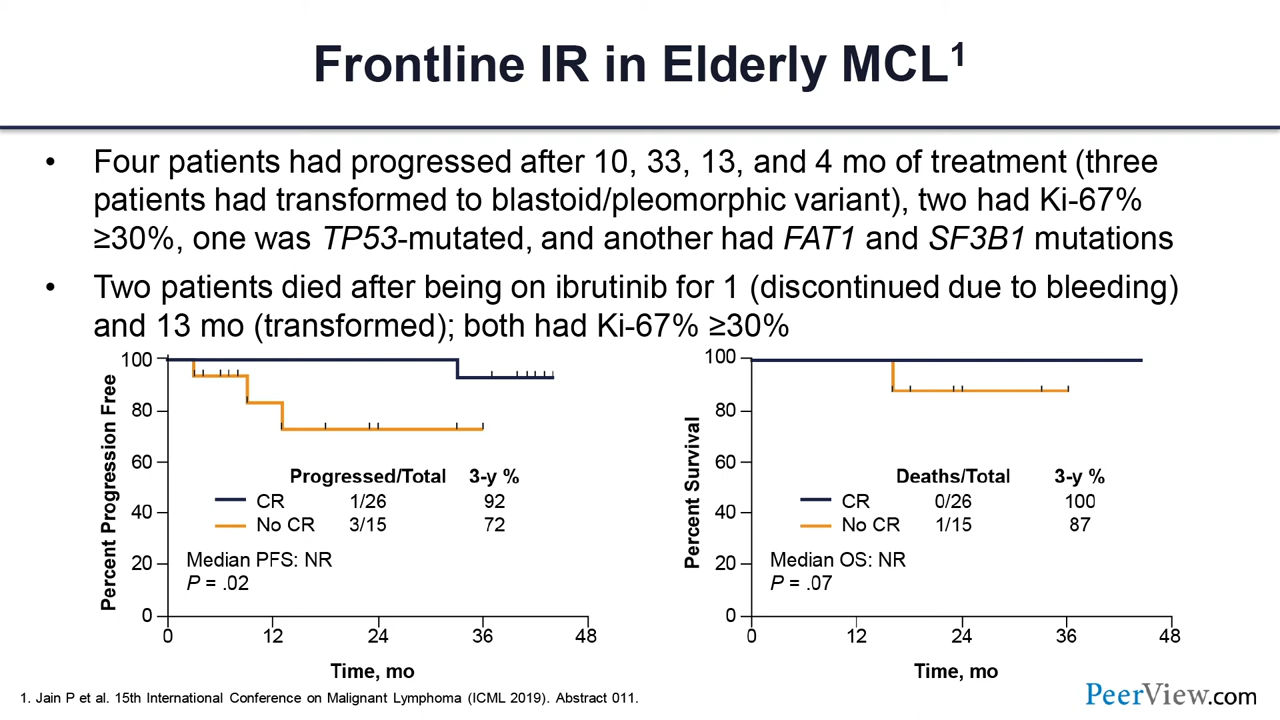 Frontline IR in Elderly MCL1
• Four patients had progressed after 10, 33, 13, and 4 mo of treatment (three
patients had transformed to blastoid/pleomorphic variant), two had Ki-67%
≥30%, one was TP53-mutated, and another had FAT1 and SF3B1 mutations
• Two patients died after being on ibrutinib for 1 (discontinued due to bleeding)
and 13 mo (transformed); both had Ki-67% ≥30%
Percent Progression Free
100
80
60
40
20
0
Progressed/Total 3-y %
CR 1/26 92
No CR 3/15 72
Median PFS: NR
P = .02
0 12 24 36 48
Time, mo
Percent Survival
100
80
60
40
20
0
Deaths/Total 3-y %
CR 0/26 100
No CR 1/15 87
Median OS: NR
P = .07
0 12 24 36 48
Time, mo
1. Jain P et al. 15th International Conference on Malignant Lymphoma (ICML 2019). Abstract 011.
PeerView.com